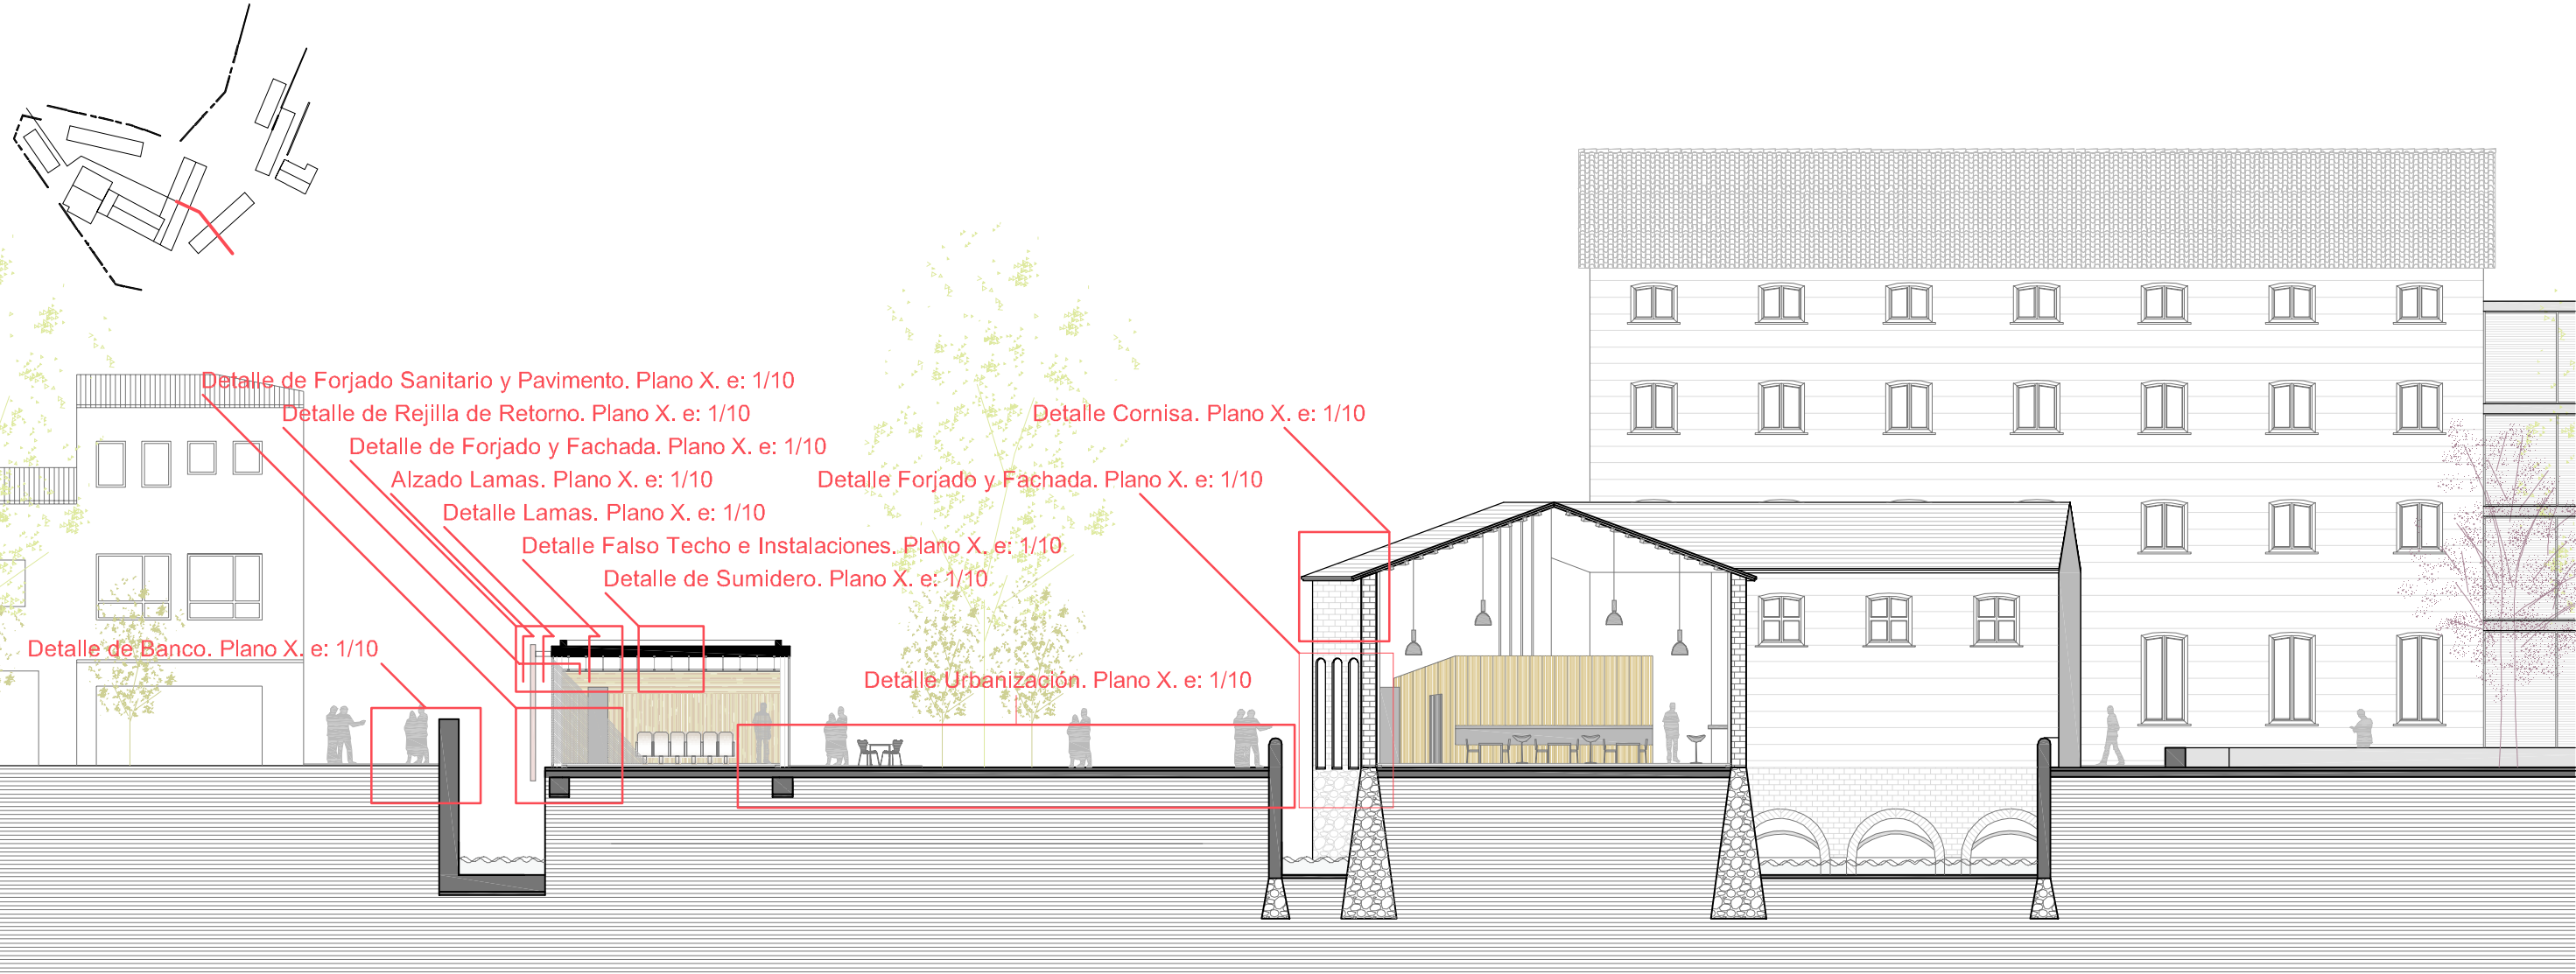 Detalle de Forjado Sanitario y Pavimento. Plano X. e: 1/10
Detalle de Rejilla de Retorno. Plano X. e: 1/10
Detalle Cornisa. Plano X. e: 1/10
Detalle de Forjado y Fachada. Plano X. e: 1/10
Alzado Lamas. Plano X. e: 1/10
Detalle Forjado y Fachada. Plano X. e: 1/10
Detalle Lamas. Plano X. e: 1/10
Detalle Falso Techo e Instalaciones. Plano X. e: 1/10
Detalle de Sumidero. Plano X. e: 1/10
Detalle de Banco. Plano X. e: 1/10
Detalle Urbanización. Plano X. e: 1/10